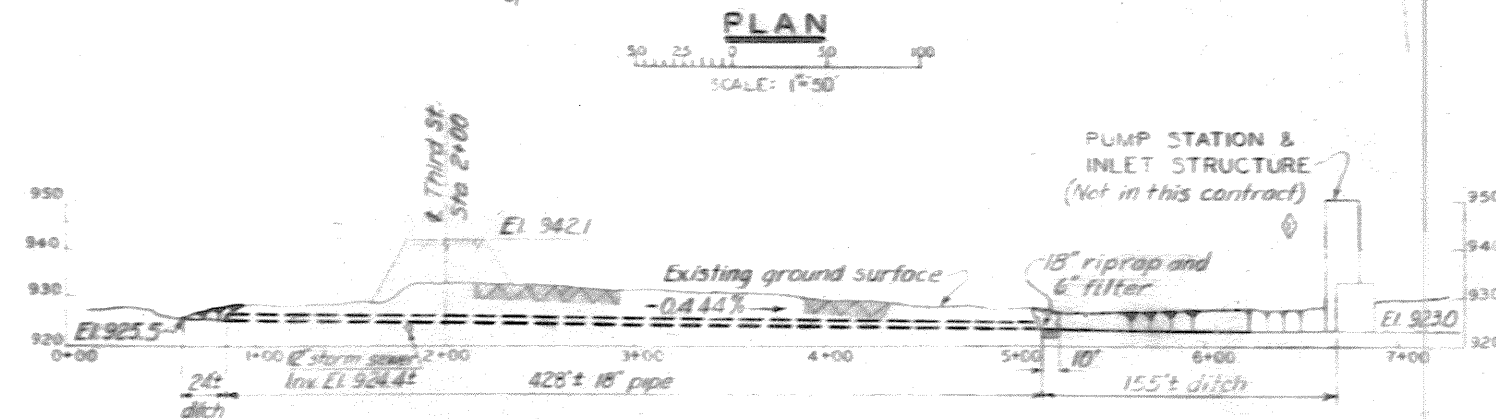 PLAN
50 25 0 50 100
SCALE: 1"=50'
℄ Third St.
Sta 2+00
PUMP STATION &
INLET STRUCTURE
(Not in this contract)
950
950
El. 942.1
940
940
Existing ground surface
18" riprap and
6" filter
930
930
-0.444%
El. 925.5
El. 923.0
920
920
0+00 1+00 2+00 3+00 4+00 5+00 6+00 7+00
12" storm sewer
Inv. El. 924.4±
10'
24'±
ditch
428'± 18" pipe
155'± ditch